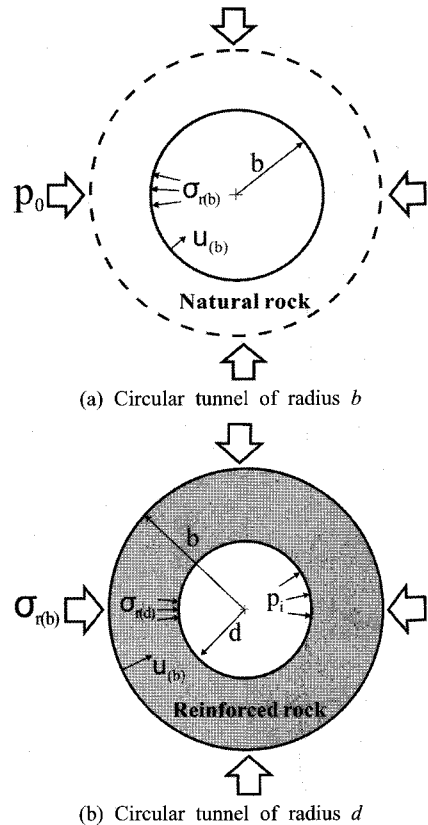 b
p₀
σr(b)
u(b)
Natural rock
(a) Circular tunnel of radius b
b
σr(b)
σr(d)
pᵢ
d
u(b)
Reinforced rock
(b) Circular tunnel of radius d